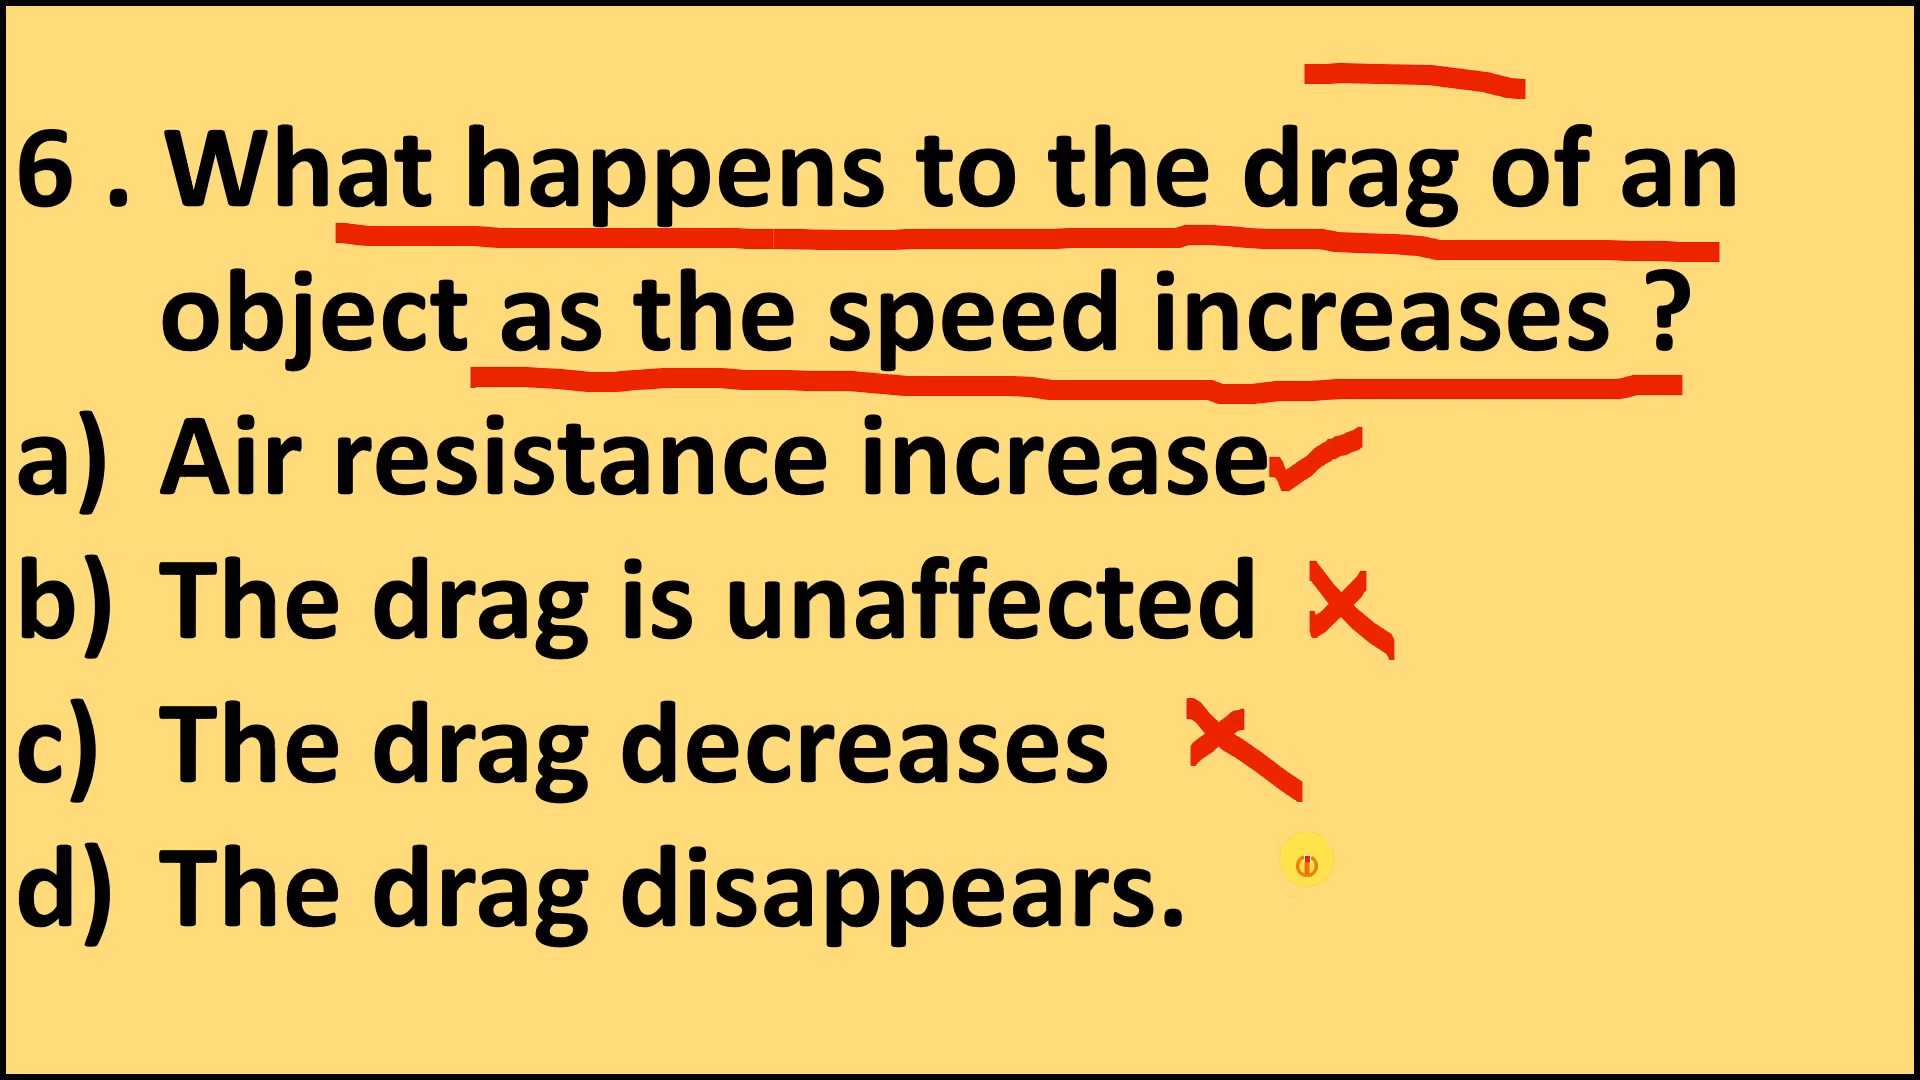 6 . What happens to the drag of an
object as the speed increases ?
a) Air resistance increase
b) The drag is unaffected
c) The drag decreases
d) The drag disappears.